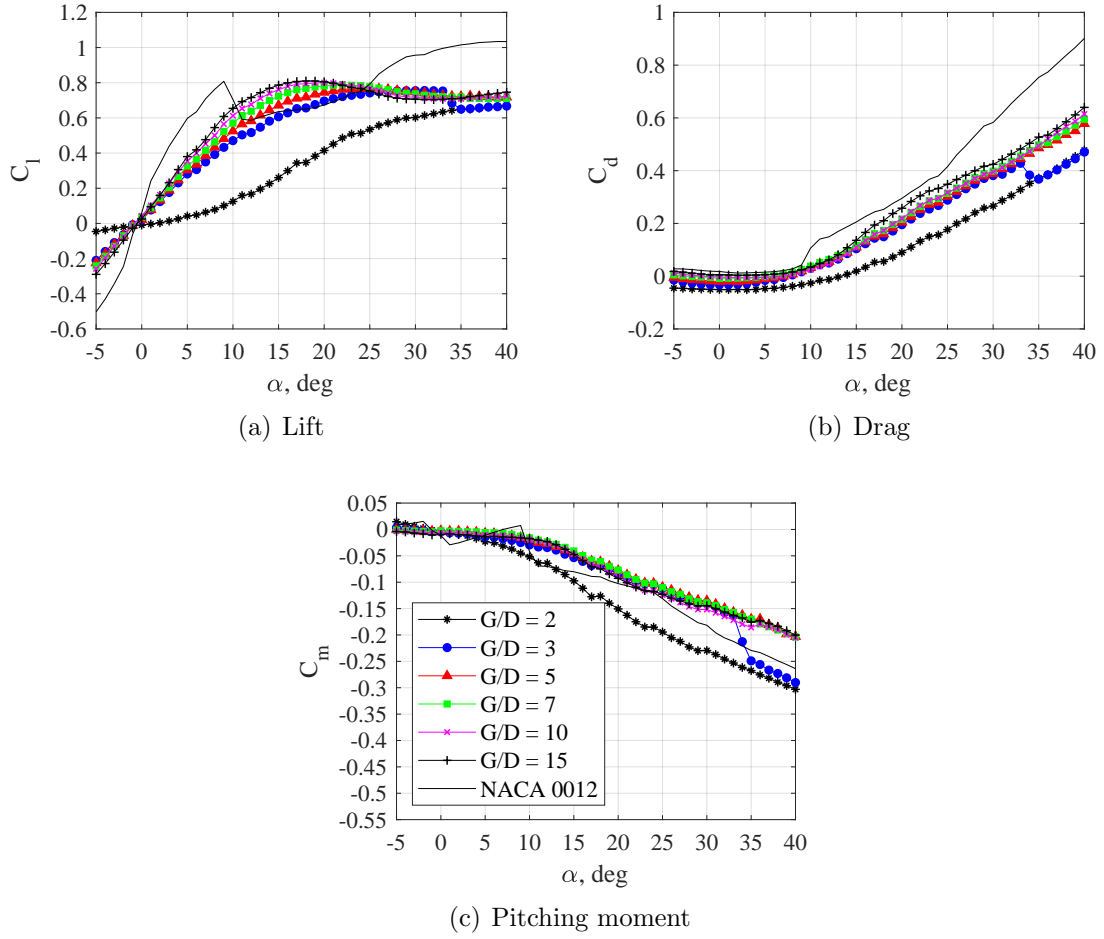 1.2
1
0.8
0.6
0.4
0.2
0
-0.2
-0.4
-0.6
C_l
-5 0 5 10 15 20 25 30 35 40
α, deg
(a) Lift
1
0.8
0.6
0.4
0.2
0
-0.2
C_d
-5 0 5 10 15 20 25 30 35 40
α, deg
(b) Drag
0.05
0
-0.05
-0.1
-0.15
-0.2
-0.25
-0.3
-0.35
-0.4
-0.45
-0.5
-0.55
C_m
G/D = 2
G/D = 3
G/D = 5
G/D = 7
G/D = 10
G/D = 15
NACA 0012
-5 0 5 10 15 20 25 30 35 40
α, deg
(c) Pitching moment